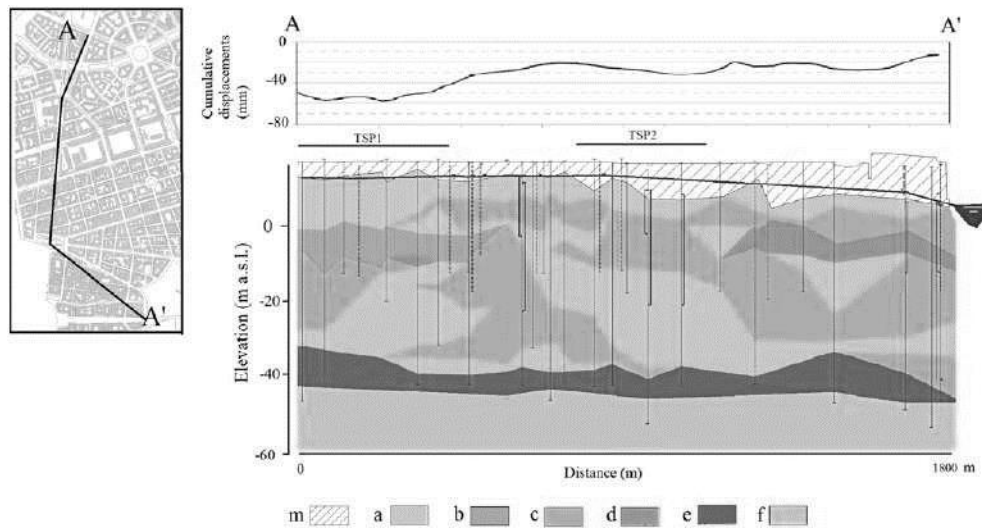 A
A'
A
A'
Cumulative
displacements
(mm)
0
-40
-80
TSP1
TSP2
Elevation (m a.s.l.)
0
-20
-40
-60
0
Distance (m)
1800 m
m
a
b
c
d
e
f